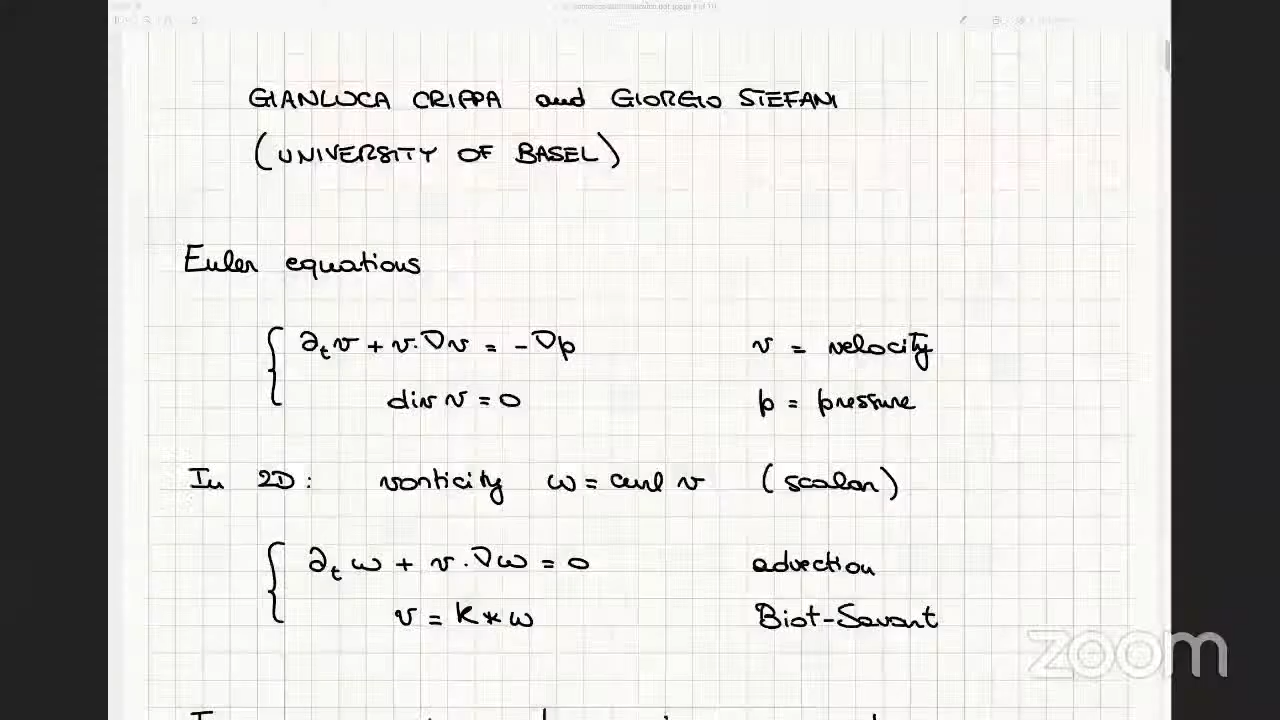 GIANLUCA CRIPPA and GIORGIO STEFANI
(UNIVERSITY OF BASEL)
Euler equations
∂ₜv + v·∇v = -∇p v = velocity
div v = 0 p = pressure
In 2D: vorticity ω = curl v (scalar)
∂ₜω + v·∇ω = 0 advection
v = K * ω Biot-Savart
zoom